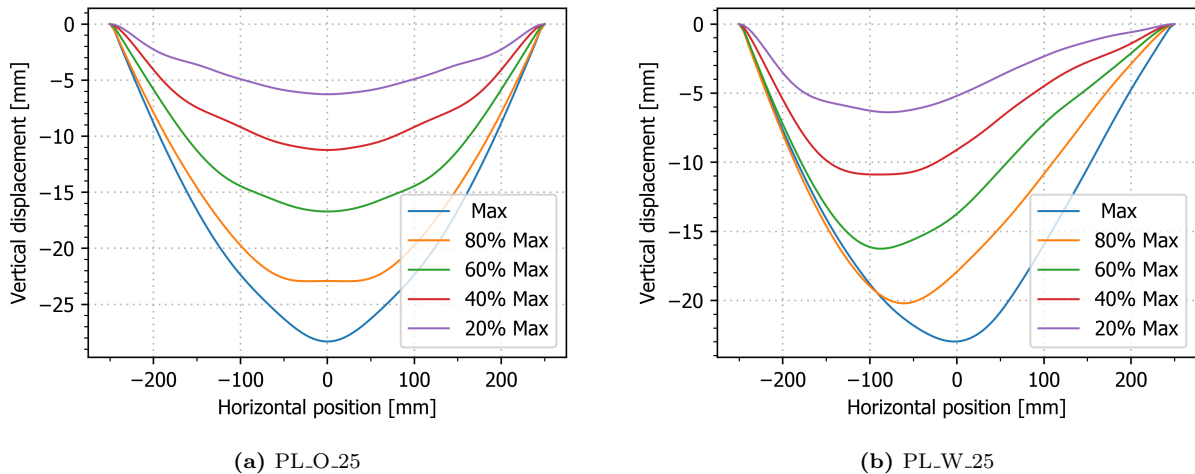 0
−5
−10
−15
−20
−25
Vertical displacement [mm]
Max
80% Max
60% Max
40% Max
20% Max
−200
−100
0
100
200
Horizontal position [mm]
(a) PL_O_25
0
−5
−10
−15
−20
Vertical displacement [mm]
Max
80% Max
60% Max
40% Max
20% Max
−200
−100
0
100
200
Horizontal position [mm]
(b) PL_W_25